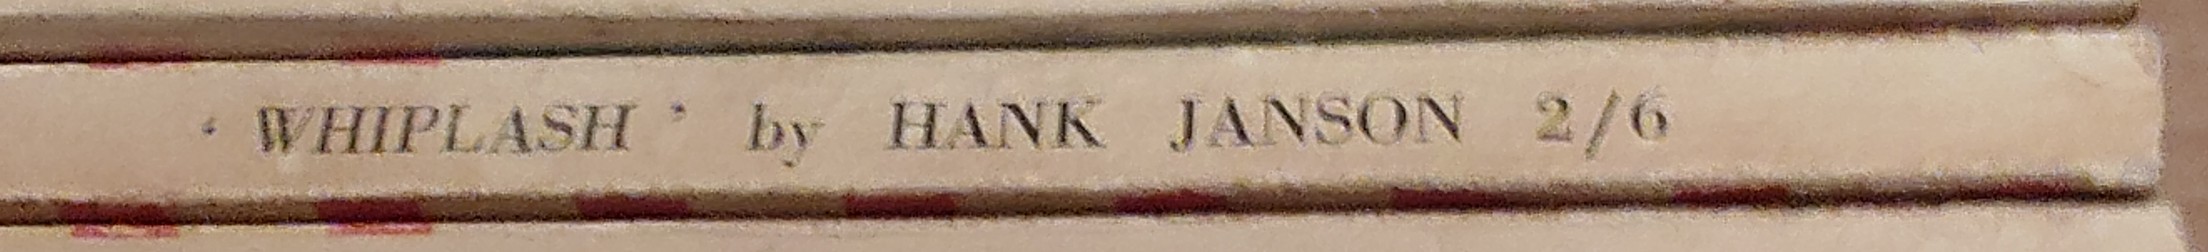 ‘ WHIPLASH ’ by HANK JANSON 2/6